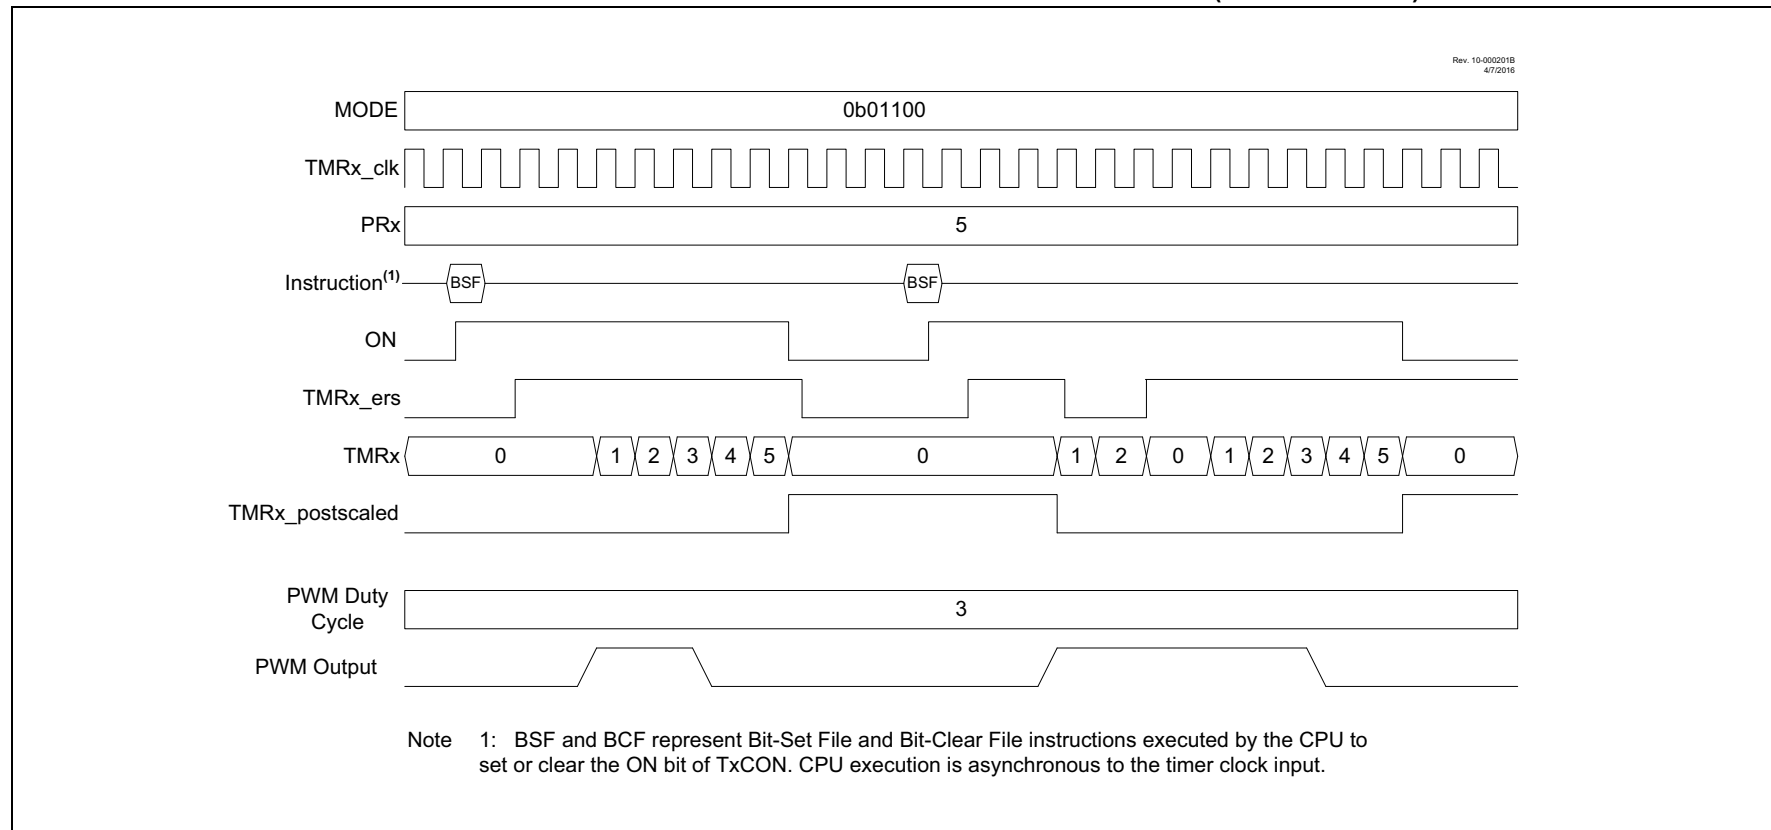 Rev. 10-000201B
4/7/2016
MODE 0b01100
TMRx_clk
PRx 5
Instruction(1) BSF BSF
ON
TMRx_ers
TMRx 0 1 2 3 4 5 0 1 2 0 1 2 3 4 5 0
TMRx_postscaled
PWM Duty
Cycle 3
PWM Output
Note 1: BSF and BCF represent Bit-Set File and Bit-Clear File instructions executed by the CPU to
set or clear the ON bit of TxCON. CPU execution is asynchronous to the timer clock input.